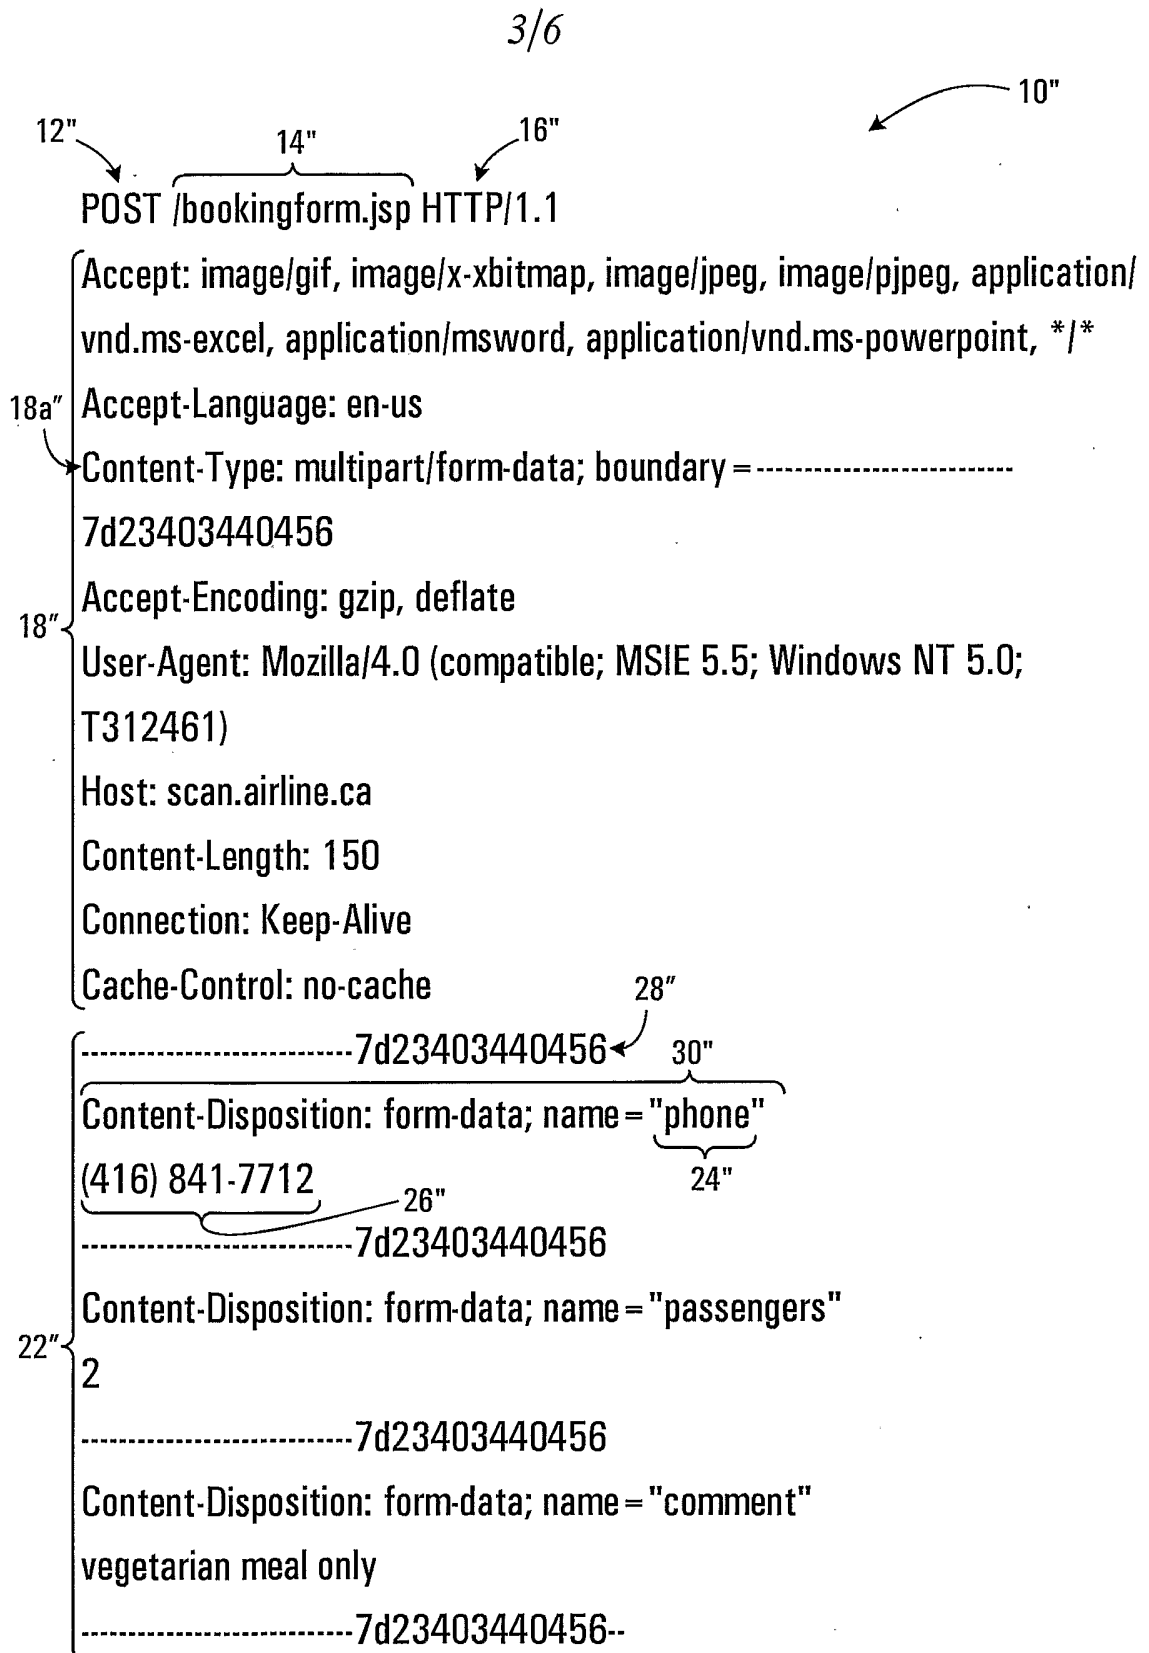 3/6
10"
12" 14" 16"
POST /bookingform.jsp HTTP/1.1
Accept: image/gif, image/x-xbitmap, image/jpeg, image/pjpeg, application/
vnd.ms-excel, application/msword, application/vnd.ms-powerpoint, */*
18a" Accept-Language: en-us
Content-Type: multipart/form-data; boundary=---------------------------
7d23403440456
Accept-Encoding: gzip, deflate
18"
User-Agent: Mozilla/4.0 (compatible; MSIE 5.5; Windows NT 5.0;
T312461)
Host: scan.airline.ca
Content-Length: 150
Connection: Keep-Alive
Cache-Control: no-cache 28"
---------------------------7d23403440456 30"
Content-Disposition: form-data; name="phone"
(416) 841-7712 26" 24"
---------------------------7d23403440456
Content-Disposition: form-data; name="passengers"
22"
2
---------------------------7d23403440456
Content-Disposition: form-data; name="comment"
vegetarian meal only
---------------------------7d23403440456--